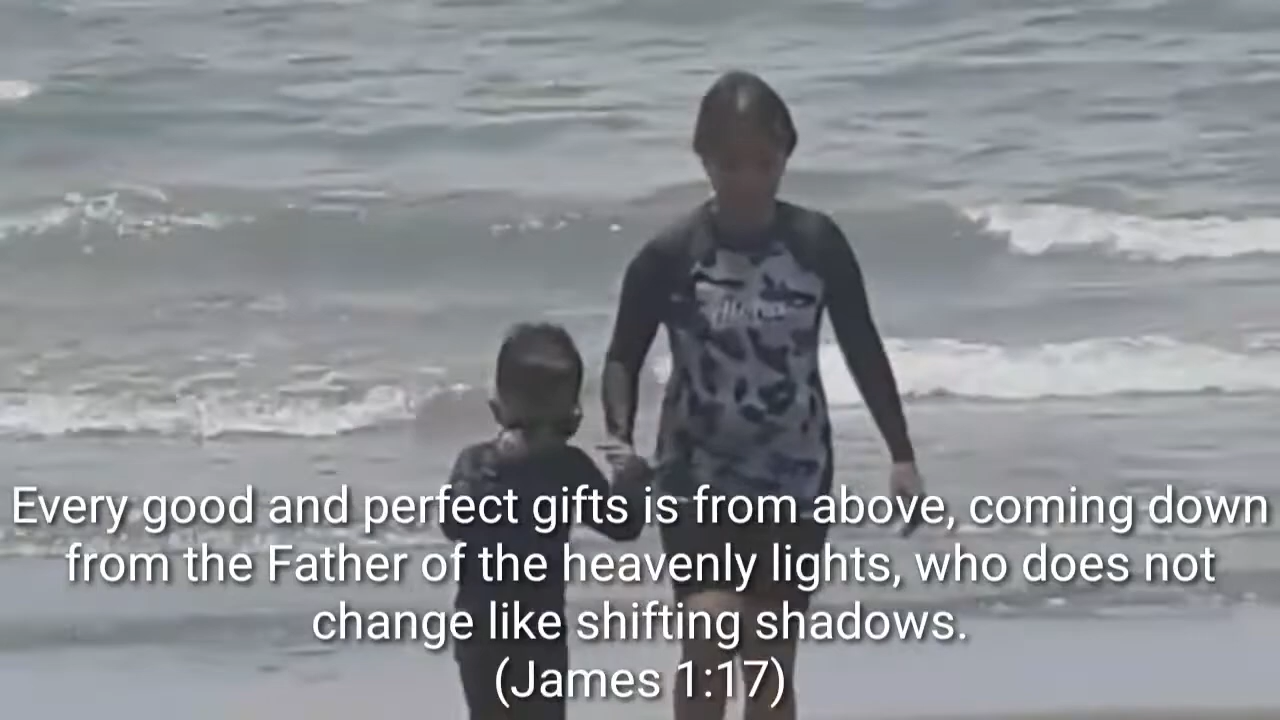 Every good and perfect gifts is from above, coming down
from the Father of the heavenly lights, who does not
change like shifting shadows.
(James 1:17)